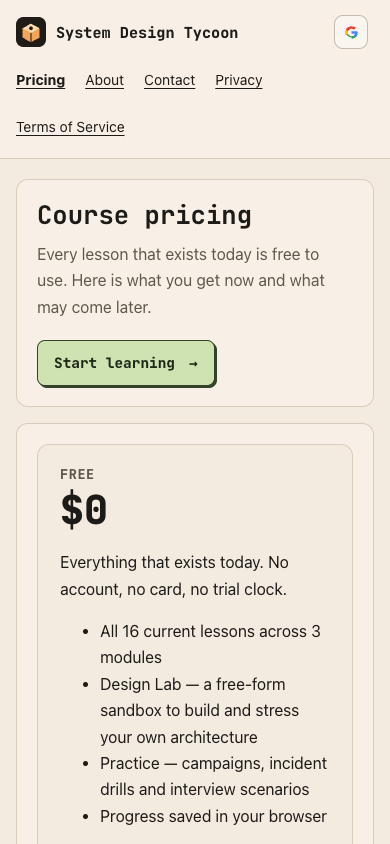 System Design Tycoon
Pricing About Contact Privacy
Terms of Service
Course pricing
Every lesson that exists today is free to
use. Here is what you get now and what
may come later.
Start learning →
FREE
$0
Everything that exists today. No
account, no card, no trial clock.
• All 16 current lessons across 3
modules
• Design Lab — a free-form
sandbox to build and stress
your own architecture
• Practice — campaigns, incident
drills and interview scenarios
• Progress saved in your browser